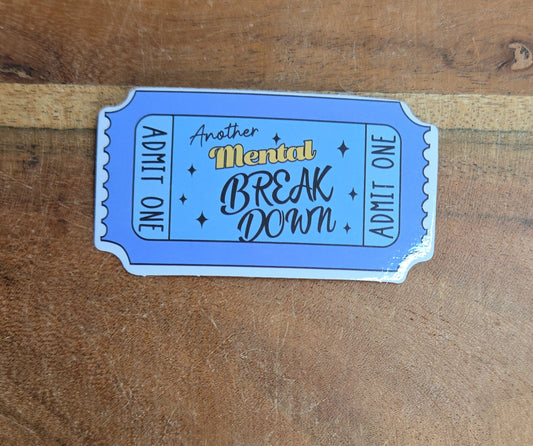 ADMIT ONE
Another
Mental
BREAK
DOWN
ADMIT ONE